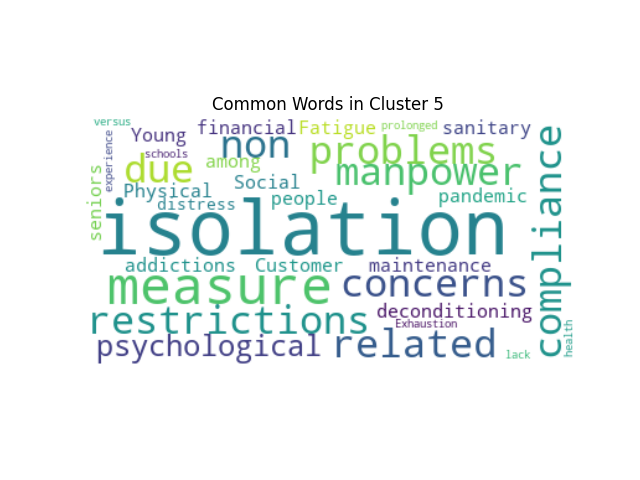 Common Words in Cluster 5
versus
Young
financial
Fatigue
prolonged
sanitary
experience
schools
non
problems
among
due
manpower
seniors
Physical
Social
distress
people
pandemic
compliance
isolation
addictions
Customer
maintenance
measure
concerns
restrictions
deconditioning
Exhaustion
psychological
related
lack
health